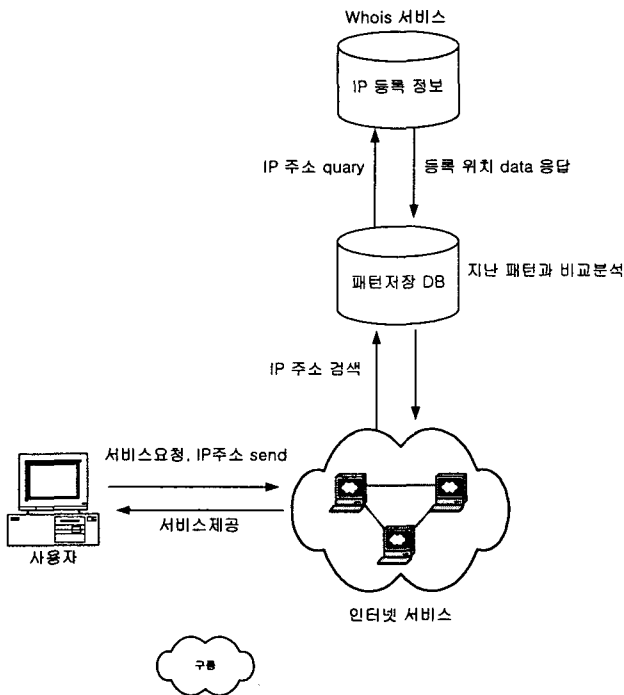 Whois 서비스
IP 등록 정보
IP 주소 quary
등록 위치 data 응답
패턴저장 DB
지난 패턴과 비교분석
IP 주소 검색
서비스요청, IP주소 send
서비스제공
사용자
인터넷 서비스
구름